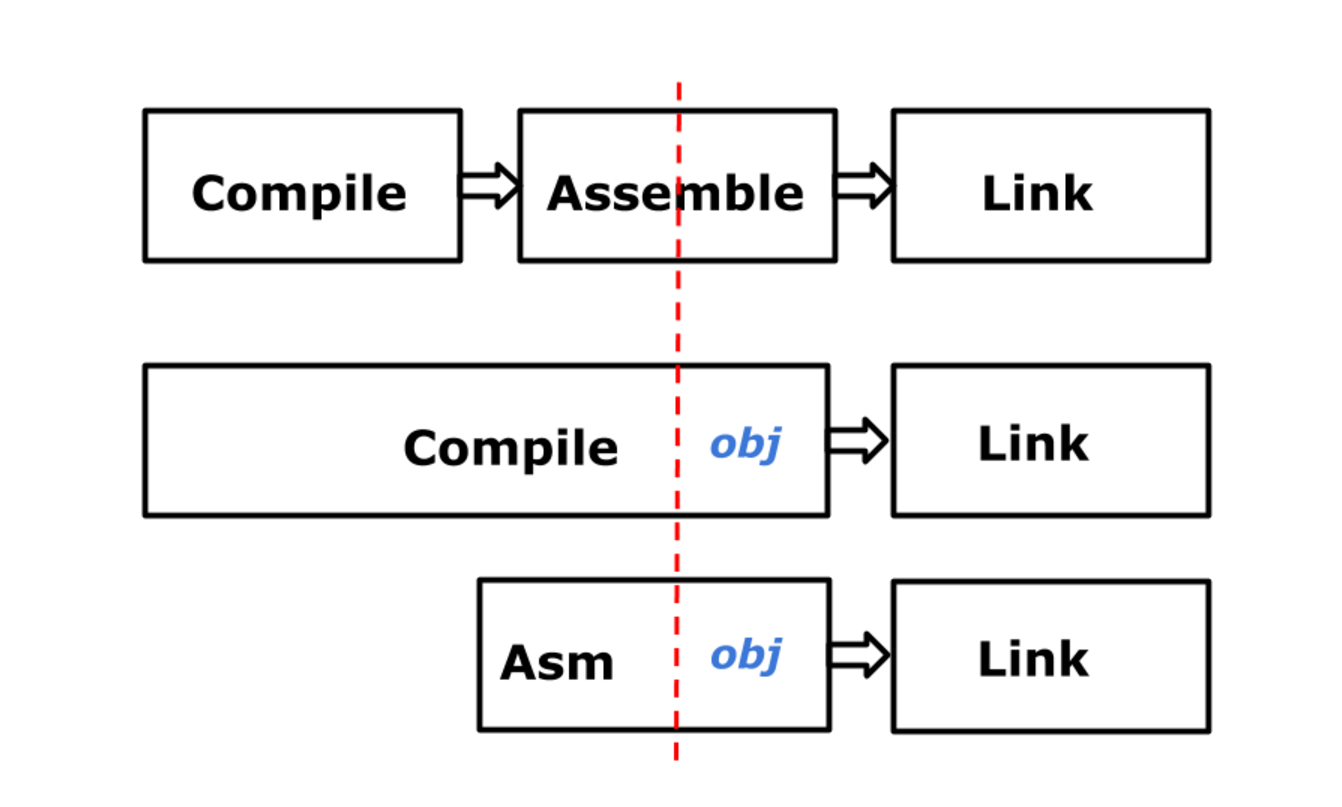 Compile
Assemble
Link
Compile
obj
Link
Asm
obj
Link